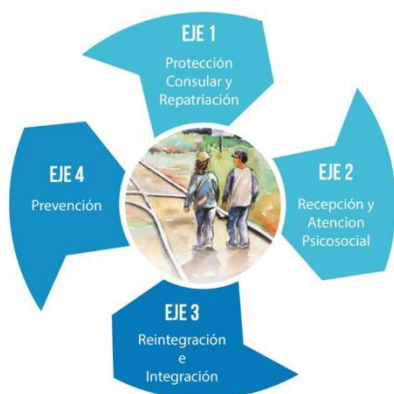 EJE 1
Protección
Consular y
Repatriación
EJE 2
Recepción y
Atencion
Psicosocial
EJE 3
Reintegración
e
Integración
EJE 4
Prevención